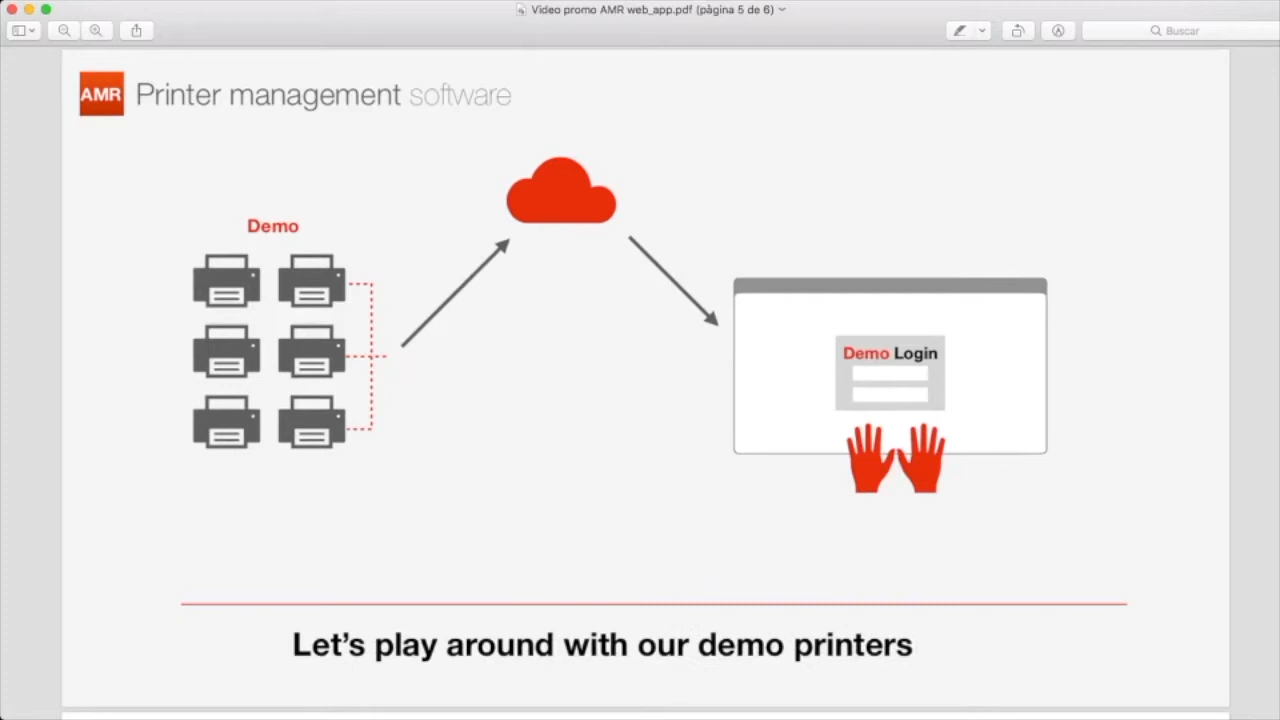 Video promo AMR web_app.pdf (pàgina 5 de 6)
Buscar
AMR Printer management software
Demo
Demo Login
Let's play around with our demo printers